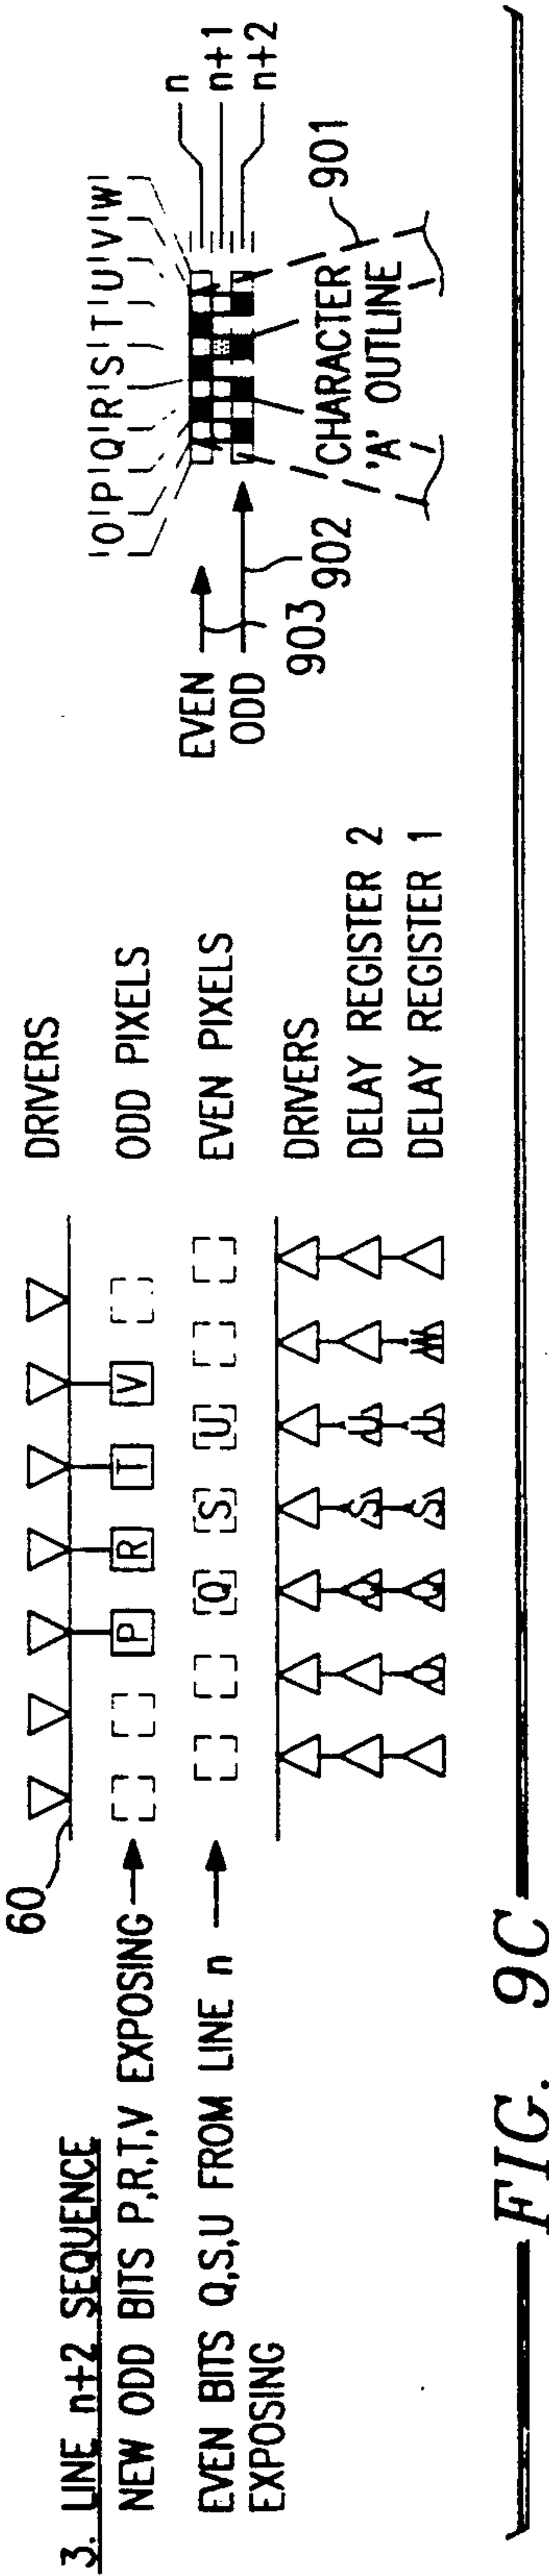 3. LINE n+2 SEQUENCE
NEW ODD BITS P,R,T,V EXPOSING
EVEN BITS Q,S,U FROM LINE n
EXPOSING
60
DRIVERS
P R T V
ODD PIXELS
Q S U
EVEN PIXELS
DRIVERS
Q S U
DELAY REGISTER 2
O Q S U W
DELAY REGISTER 1
O P Q R S T U V W
EVEN
ODD
903
902
n
n+1
n+2
901
CHARACTER
'A' OUTLINE
FIG. 9C